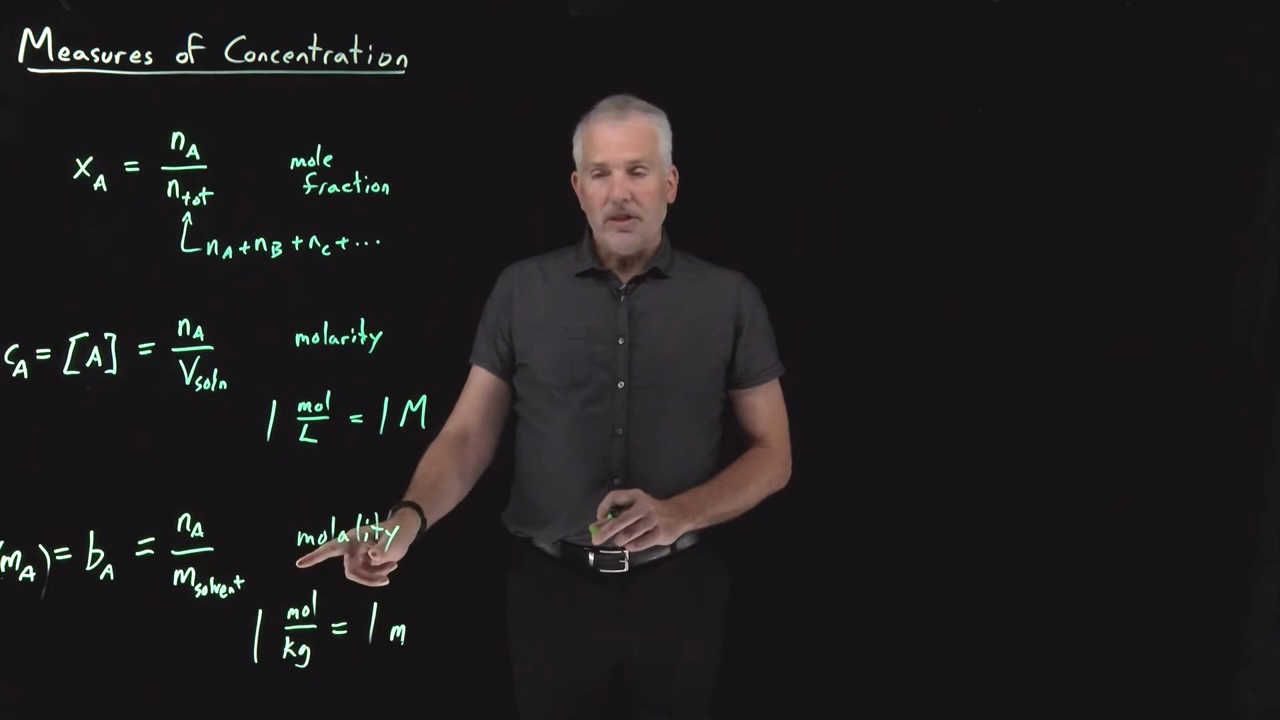 Measures of Concentration
x_A = n_A / n_tot mole fraction
n_A + n_B + n_C + ...
c_A = [A] = n_A / V_soln molarity
1 mol/L = 1 M
(m_A) = b_A = n_A / m_solvent molality
1 mol/kg = 1 m